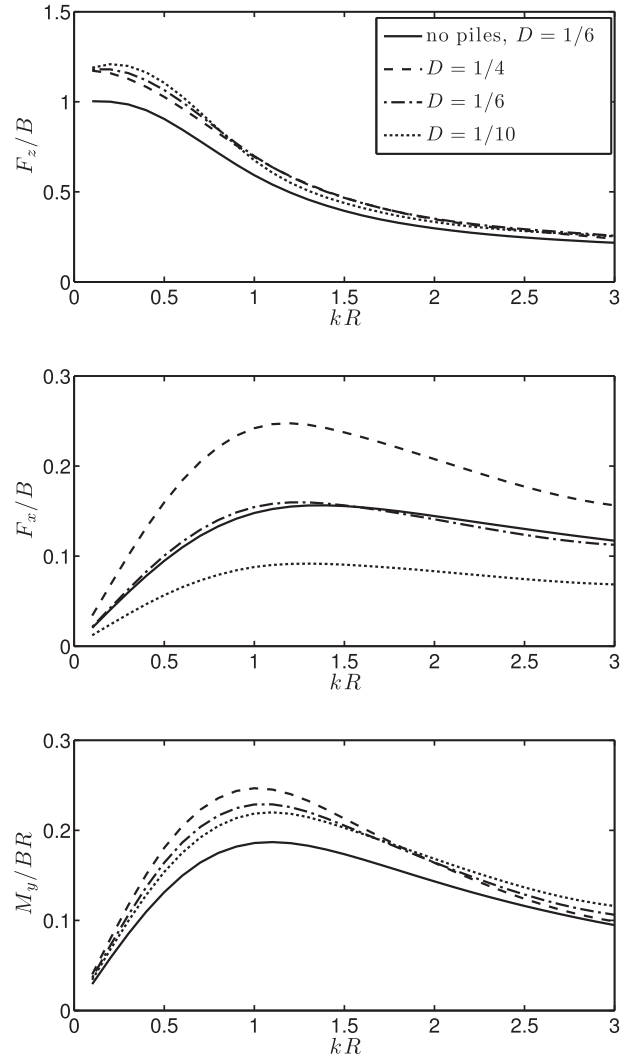 1.5
1
0.5
0
F_z/B
no piles, D = 1/6
D = 1/4
D = 1/6
D = 1/10
0 0.5 1 1.5 2 2.5 3
kR
0.3
0.2
0.1
0
F_x/B
0 0.5 1 1.5 2 2.5 3
kR
0.3
0.2
0.1
0
M_y/BR
0 0.5 1 1.5 2 2.5 3
kR